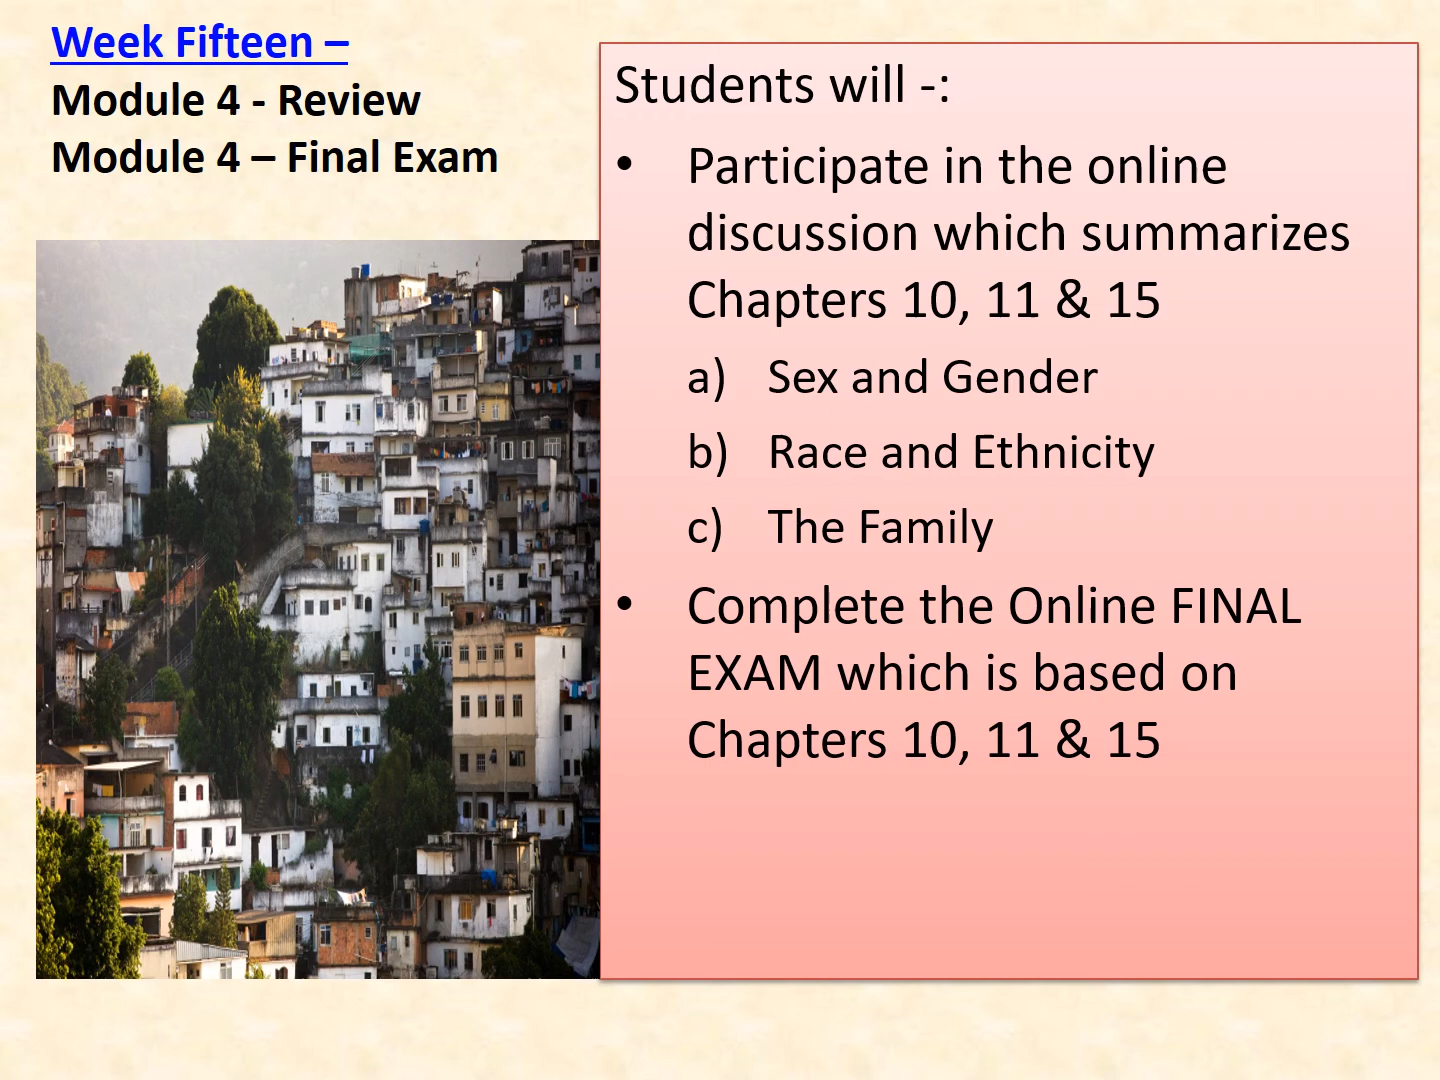 Week Fifteen –
Module 4 - Review
Module 4 – Final Exam
Students will -:
• Participate in the online
discussion which summarizes
Chapters 10, 11 & 15
a) Sex and Gender
b) Race and Ethnicity
c) The Family
• Complete the Online FINAL
EXAM which is based on
Chapters 10, 11 & 15